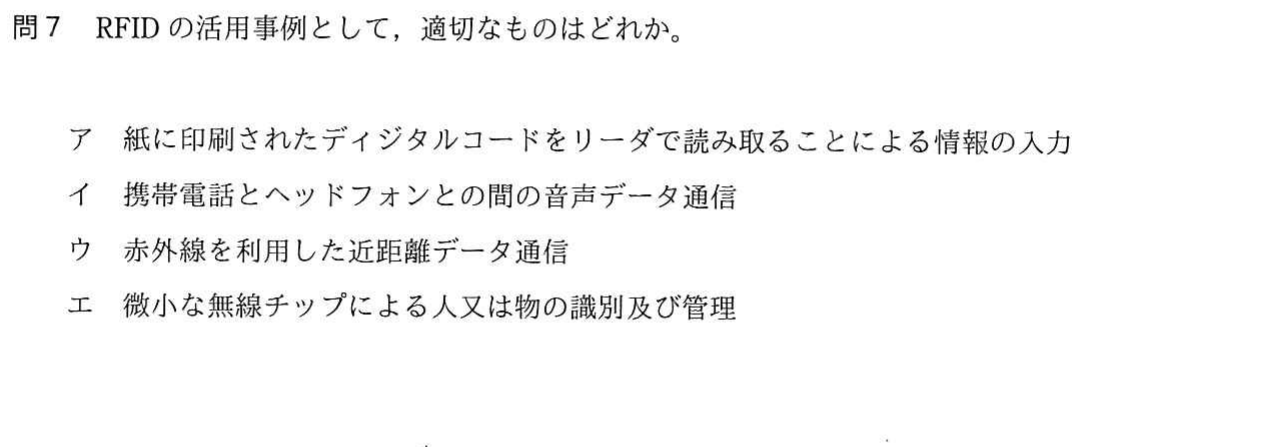 問7 RFID の活用事例として，適切なものはどれか。
ア 紙に印刷されたディジタルコードをリーダで読み取ることによる情報の入力
イ 携帯電話とヘッドフォンとの間の音声データ通信
ウ 赤外線を利用した近距離データ通信
エ 微小な無線チップによる人又は物の識別及び管理